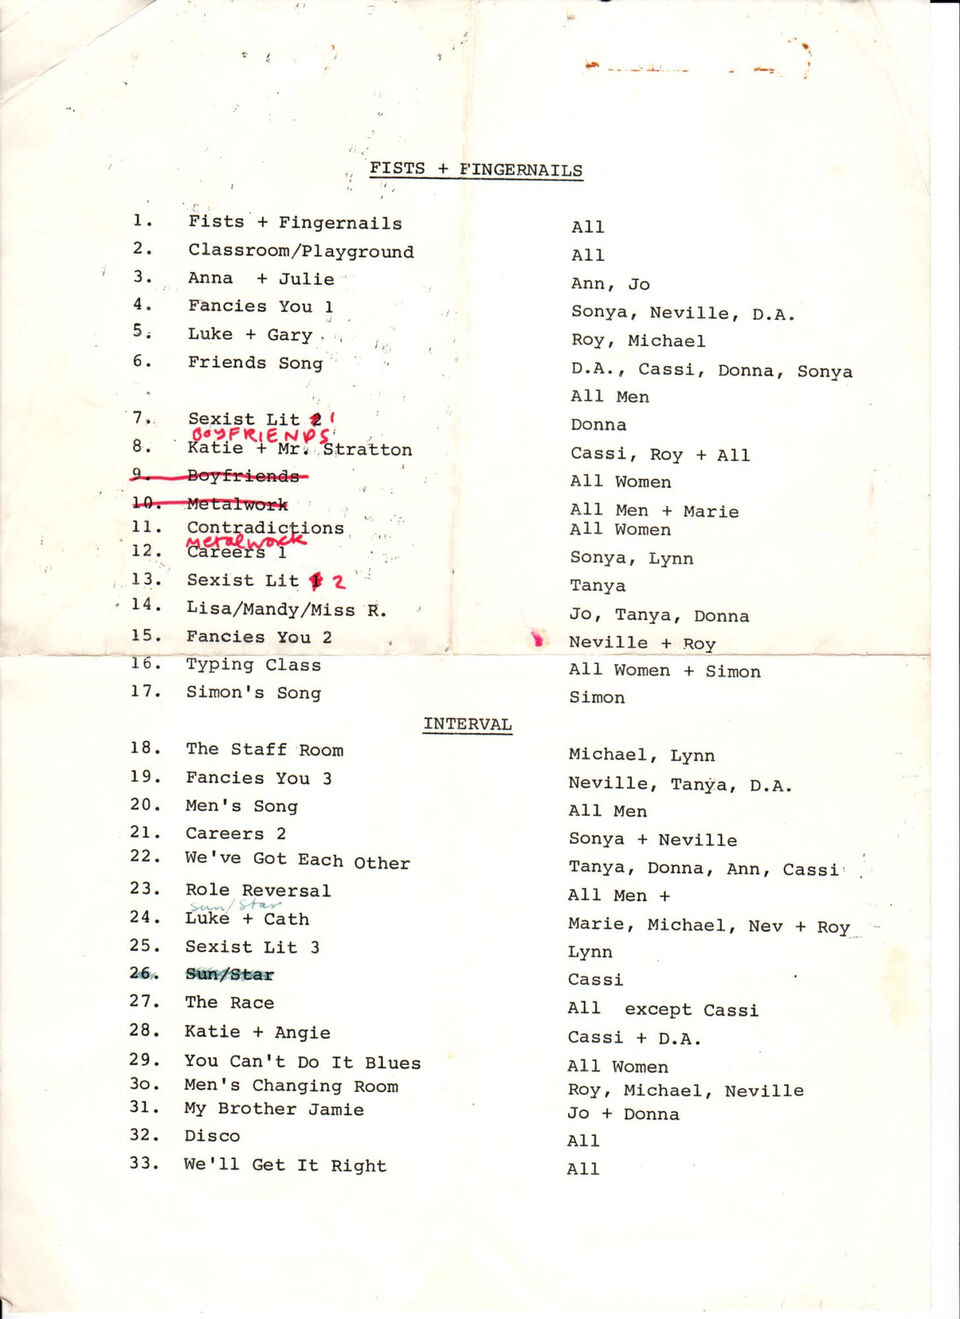 FISTS + FINGERNAILS
1. Fists + Fingernails All
2. Classroom/Playground All
3. Anna + Julie Ann, Jo
4. Fancies You 1 Sonya, Neville, D.A.
5. Luke + Gary Roy, Michael
6. Friends Song D.A., Cassi, Donna, Sonya
All Men
7. Sexist Lit 2 1 Donna
BOYFRIENDS
8. Katie + Mr. Stratton Cassi, Roy + All
9. Boyfriends All Women
10. Metalwork All Men + Marie
11. Contradictions All Women
Metalwork
12. Careers 1 Sonya, Lynn
13. Sexist Lit 1 2 Tanya
14. Lisa/Mandy/Miss R. Jo, Tanya, Donna
15. Fancies You 2 Neville + Roy
16. Typing Class All Women + Simon
17. Simon's Song Simon
INTERVAL
18. The Staff Room Michael, Lynn
19. Fancies You 3 Neville, Tanya, D.A.
20. Men's Song All Men
21. Careers 2 Sonya + Neville
22. We've Got Each Other Tanya, Donna, Ann, Cassi
23. Role Reversal All Men +
Sun/Star
24. Luke + Cath Marie, Michael, Nev + Roy
25. Sexist Lit 3 Lynn
26. Sun/Star Cassi
27. The Race All except Cassi
28. Katie + Angie Cassi + D.A.
29. You Can't Do It Blues All Women
3o. Men's Changing Room Roy, Michael, Neville
31. My Brother Jamie Jo + Donna
32. Disco All
33. We'll Get It Right All